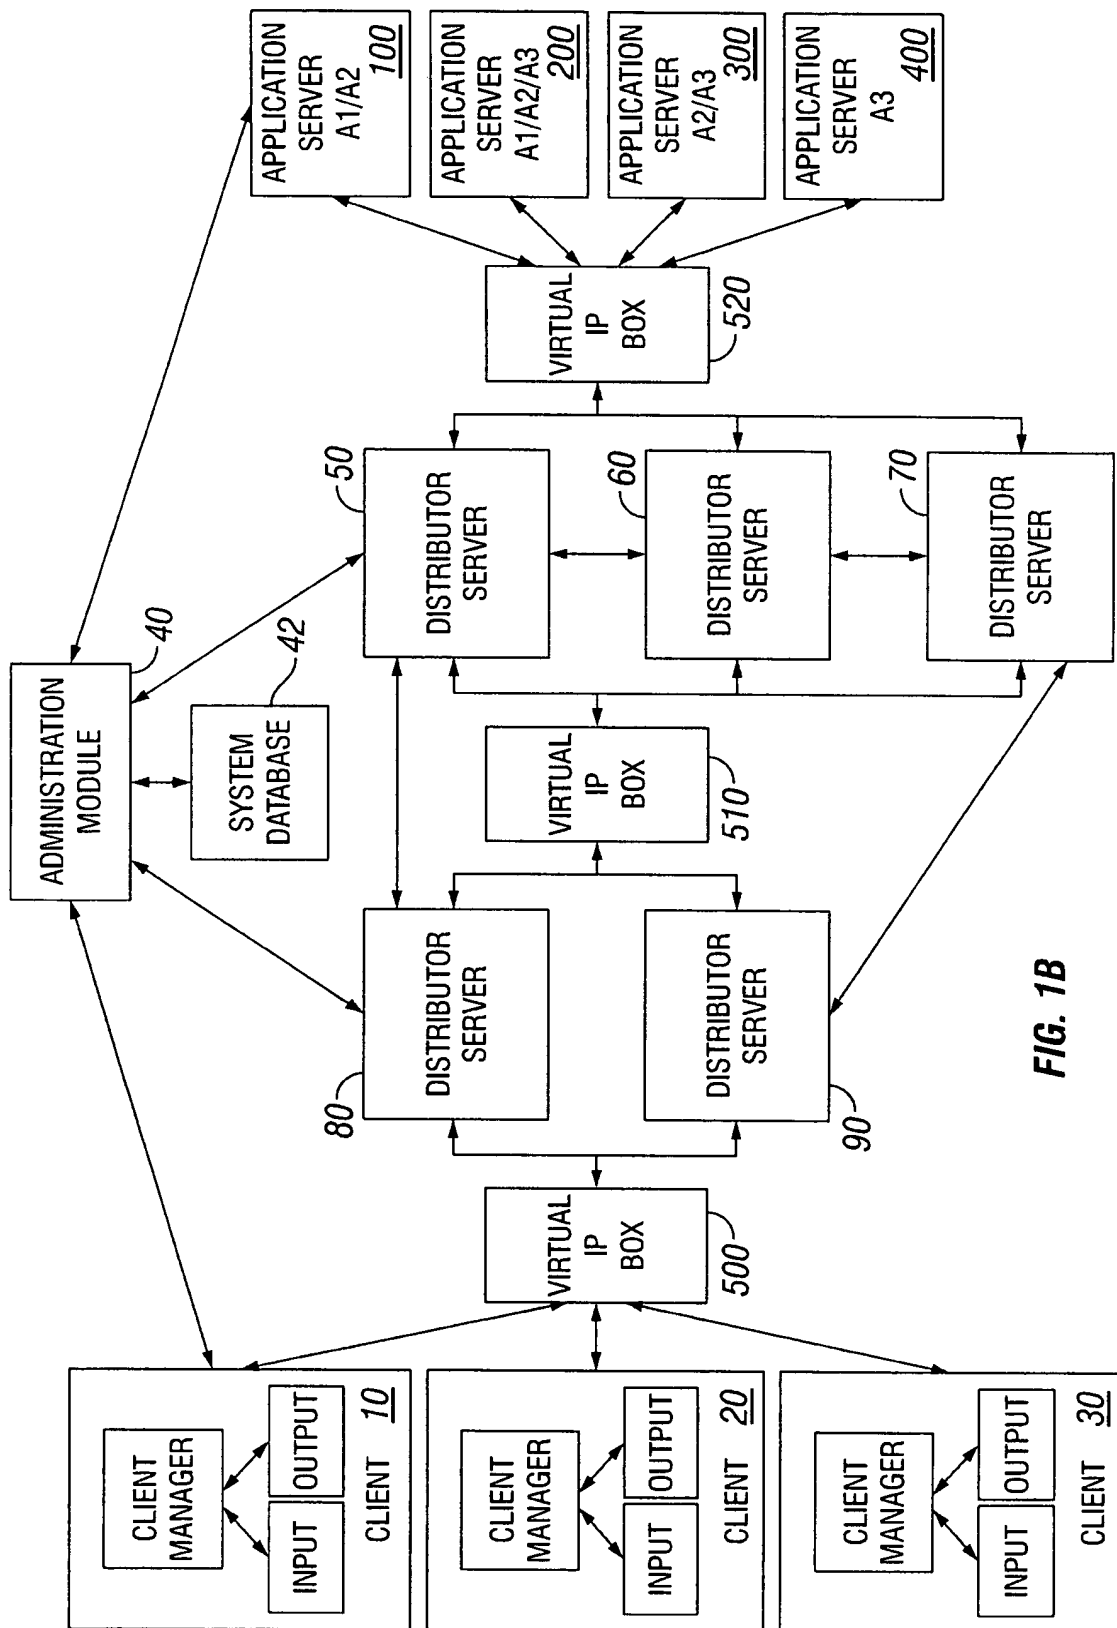 ADMINISTRATION
MODULE
40
SYSTEM
DATABASE
42
CLIENT
MANAGER
INPUT
OUTPUT
CLIENT
10
CLIENT
MANAGER
INPUT
OUTPUT
CLIENT
20
CLIENT
MANAGER
INPUT
OUTPUT
CLIENT
30
VIRTUAL
IP
BOX
500
80
DISTRIBUTOR
SERVER
90
DISTRIBUTOR
SERVER
VIRTUAL
IP
BOX
510
50
DISTRIBUTOR
SERVER
60
DISTRIBUTOR
SERVER
70
DISTRIBUTOR
SERVER
VIRTUAL
IP
BOX
520
APPLICATION
SERVER
A1/A2
100
APPLICATION
SERVER
A1/A2/A3
200
APPLICATION
SERVER
A2/A3
300
APPLICATION
SERVER
A3
400
FIG. 1B